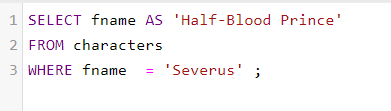 1 SELECT fname AS 'Half-Blood Prince'
2 FROM characters
3 WHERE fname  = 'Severus' ;